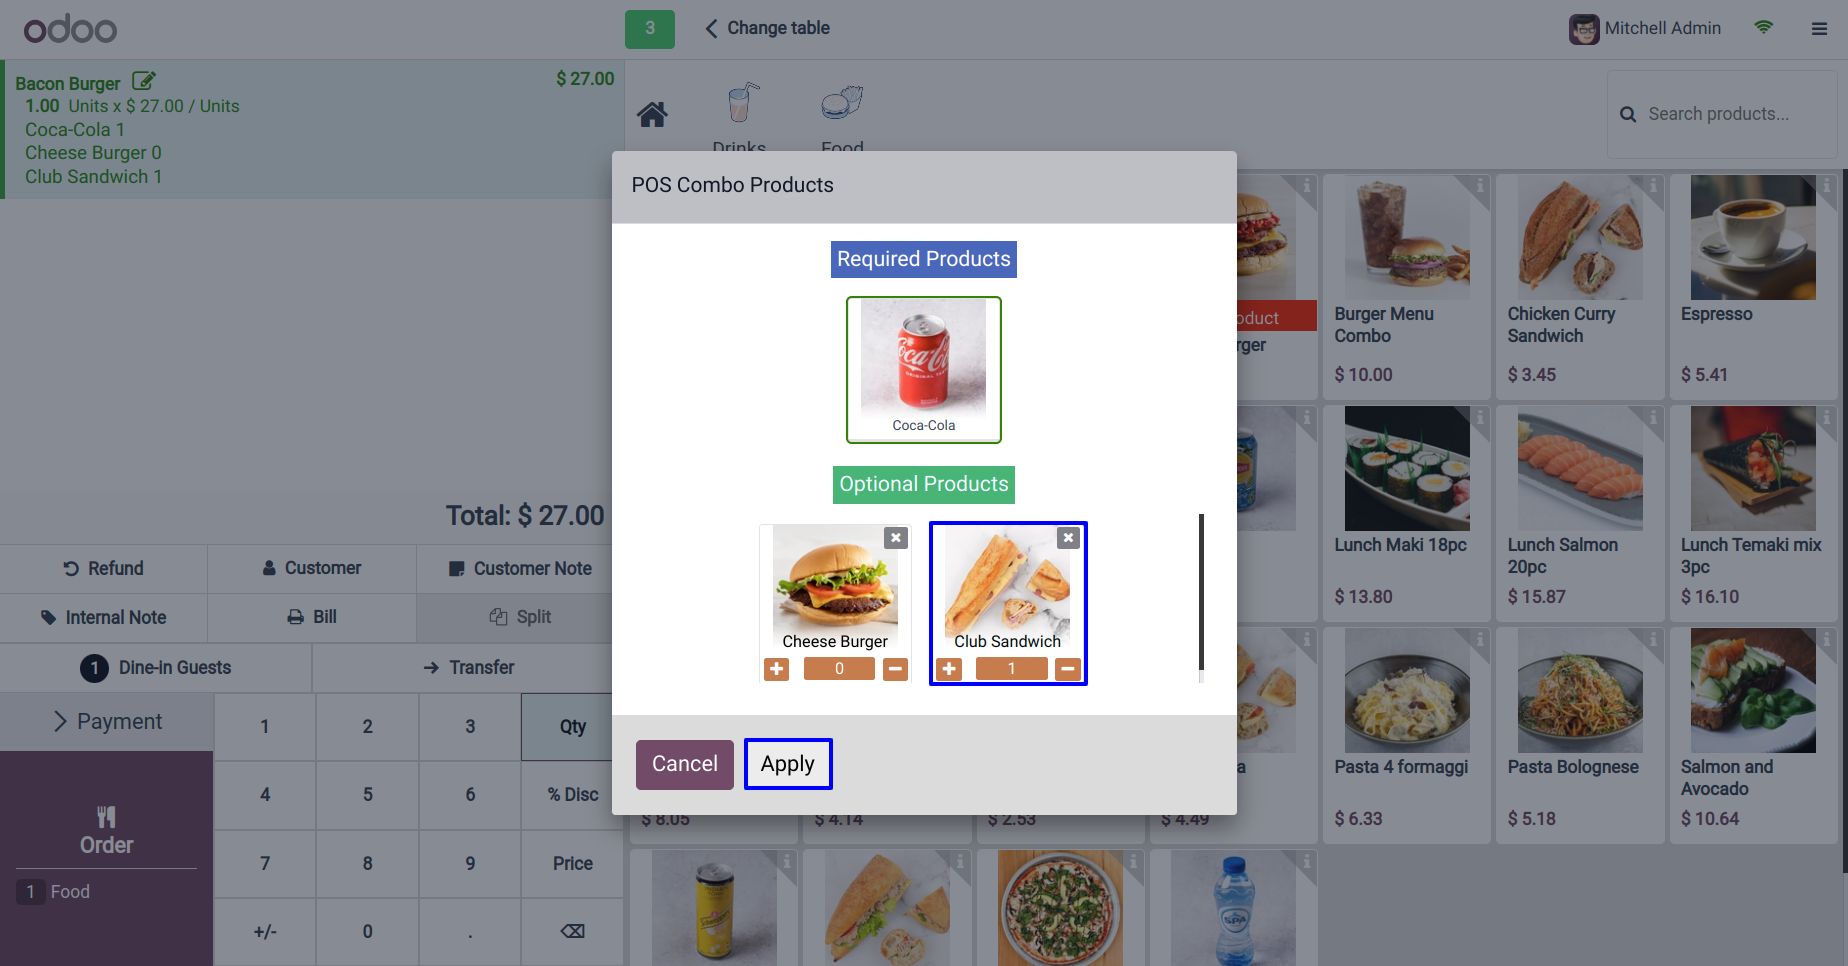 odoo
3
Change table
Mitchell Admin
Bacon Burger
$ 27.00
1.00 Units x $ 27.00 / Units
Coca-Cola 1
Cheese Burger 0
Club Sandwich 1
Drinks
Food
Search products...
POS Combo Products
Required Products
Coca-Cola
Optional Products
Cheese Burger
0
Club Sandwich
1
Cancel
Apply
Total: $ 27.00
Refund
Customer
Customer Note
Internal Note
Bill
Split
1 Dine-in Guests
Transfer
Payment
1 2 3 Qty
4 5 6 % Disc
7 8 9 Price
+/- 0 .
Order
1 Food
oduct
rger
Burger Menu
Combo
$ 10.00
Chicken Curry
Sandwich
$ 3.45
Espresso
$ 5.41
Lunch Maki 18pc
$ 13.80
Lunch Salmon
20pc
$ 15.87
Lunch Temaki mix
3pc
$ 16.10
$ 8.05
$ 4.14
$ 2.53
a
$ 4.49
Pasta 4 formaggi
$ 6.33
Pasta Bolognese
$ 5.18
Salmon and
Avocado
$ 10.64
SPA